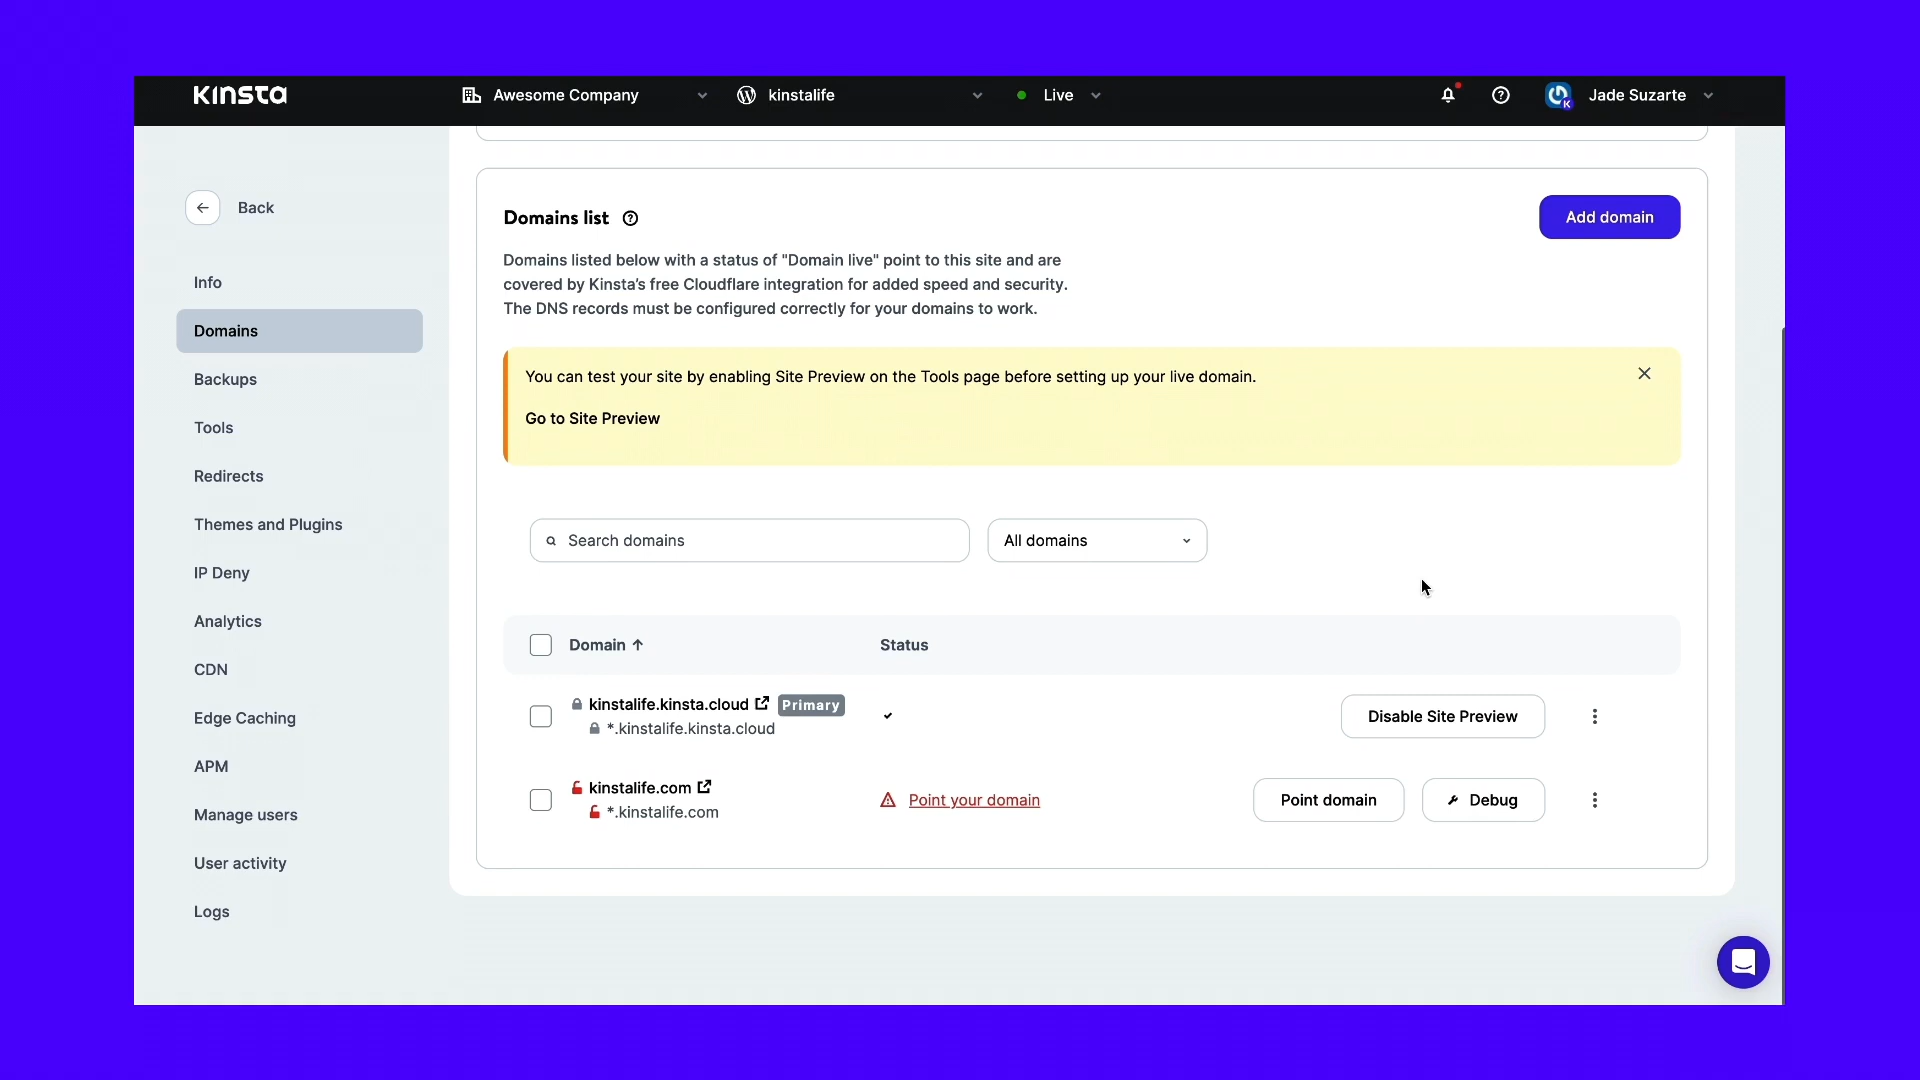 Kinsta
Awesome Company
kinstalife
Live
Jade Suzarte
Back
Info
Domains
Backups
Tools
Redirects
Themes and Plugins
IP Deny
Analytics
CDN
Edge Caching
APM
Manage users
User activity
Logs
Domains list
Add domain
Domains listed below with a status of "Domain live" point to this site and are
covered by Kinsta’s free Cloudflare integration for added speed and security.
The DNS records must be configured correctly for your domains to work.
You can test your site by enabling Site Preview on the Tools page before setting up your live domain.
Go to Site Preview
Search domains
All domains
Domain
Status
kinstalife.kinsta.cloud Primary
*.kinstalife.kinsta.cloud
Disable Site Preview
kinstalife.com
*.kinstalife.com
Point your domain
Point domain
Debug